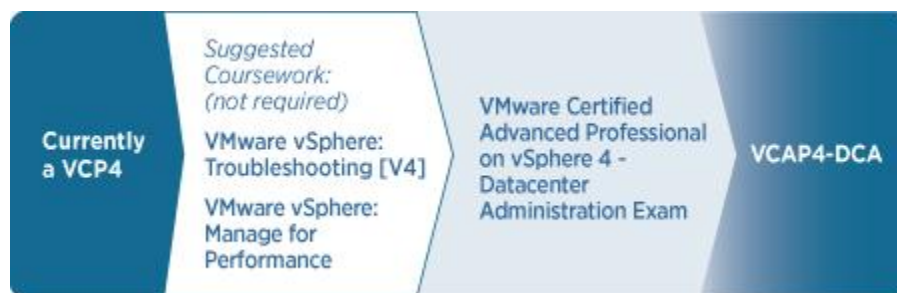 Currently
a VCP4
Suggested
Coursework:
(not required)
VMware vSphere:
Troubleshooting [V4]
VMware vSphere:
Manage for
Performance
VMware Certified
Advanced Professional
on vSphere 4 -
Datacenter
Administration Exam
VCAP4-DCA